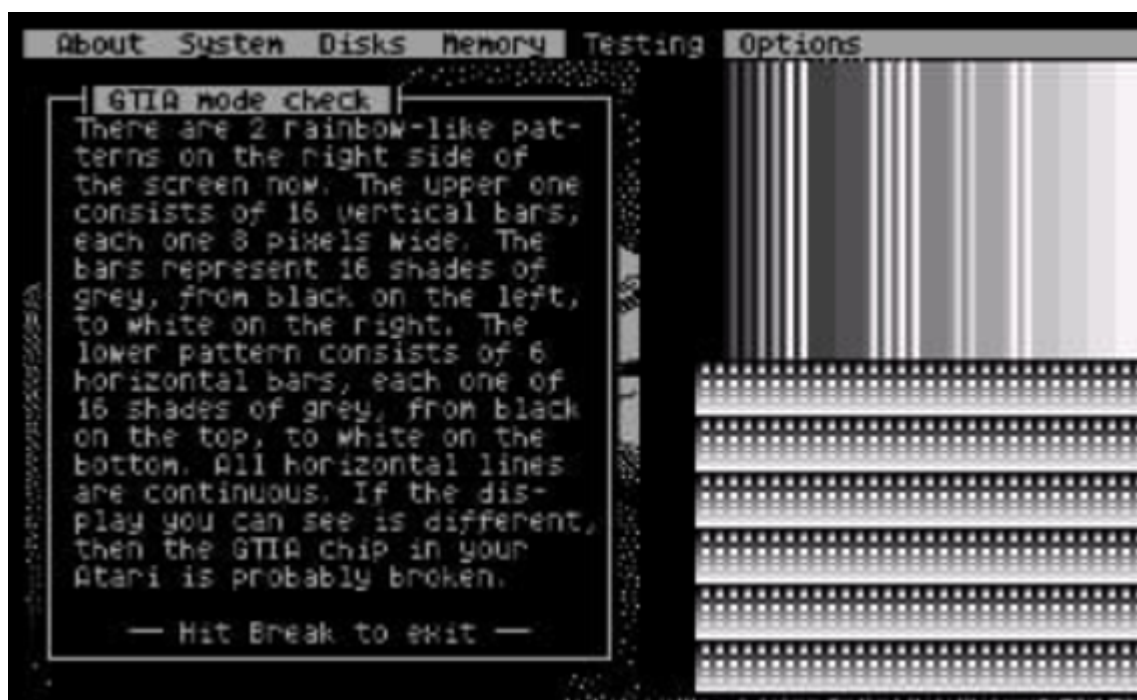 About System Disks Memory Testing Options
GTIA mode check
There are 2 rainbow-like pat-
terns on the right side of
the screen now. The upper one
consists of 16 vertical bars,
each one 8 pixels wide. The
bars represent 16 shades of
grey, from black on the left,
to white on the right. The
lower pattern consists of 6
horizontal bars, each one of
16 shades of grey, from black
on the top, to white on the
bottom. All horizontal lines
are continuous. If the dis-
play you can see is different,
then the GTIA chip in your
Atari is probably broken.
— Hit Break to exit —